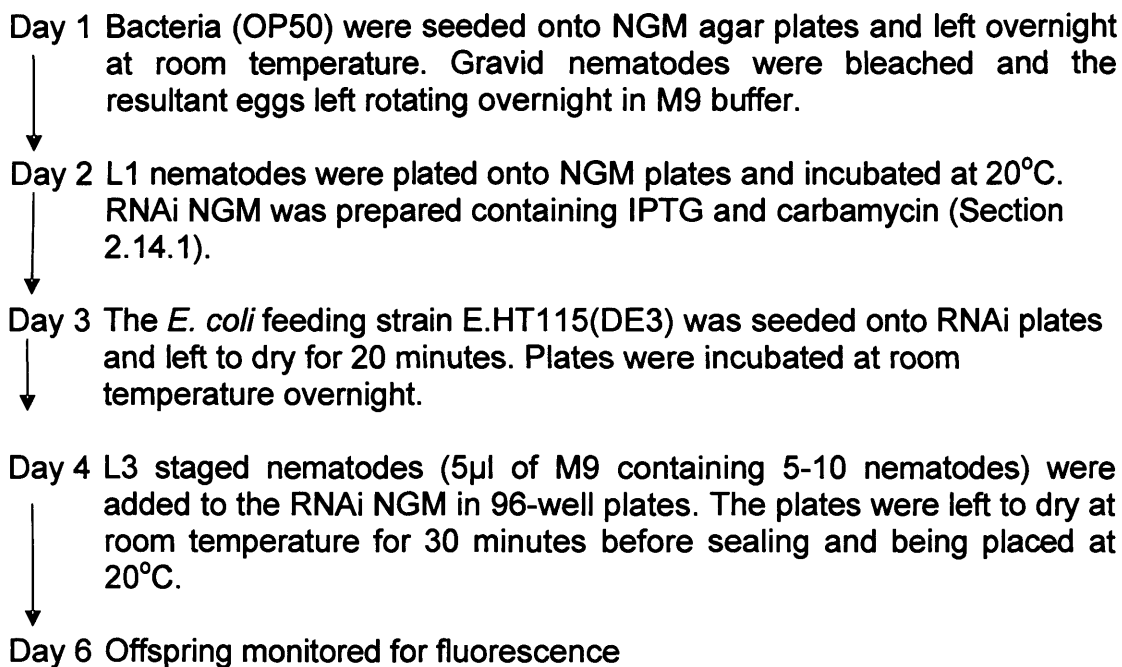 Day 1 Bacteria (OP50) were seeded onto NGM agar plates and left overnight
at room temperature. Gravid nematodes were bleached and the
resultant eggs left rotating overnight in M9 buffer.
Day 2 L1 nematodes were plated onto NGM plates and incubated at 20°C.
RNAi NGM was prepared containing IPTG and carbamycin (Section
2.14.1).
Day 3 The E. coli feeding strain E.HT115(DE3) was seeded onto RNAi plates
and left to dry for 20 minutes. Plates were incubated at room
temperature overnight.
Day 4 L3 staged nematodes (5µl of M9 containing 5-10 nematodes) were
added to the RNAi NGM in 96-well plates. The plates were left to dry at
room temperature for 30 minutes before sealing and being placed at
20°C.
Day 6 Offspring monitored for fluorescence